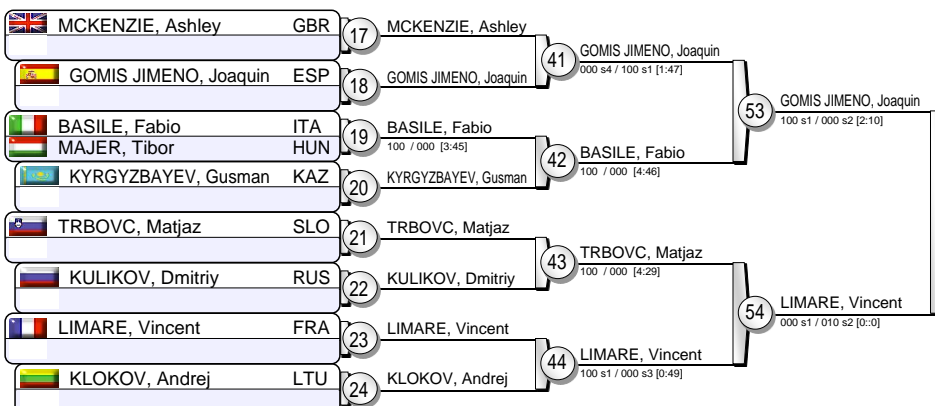 MCKENZIE, Ashley GBR
17
MCKENZIE, Ashley
GOMIS JIMENO, Joaquin ESP
18
GOMIS JIMENO, Joaquin
41
GOMIS JIMENO, Joaquin
000 s4 / 100 s1 [1:47]
BASILE, Fabio ITA
MAJER, Tibor HUN
19
BASILE, Fabio
100 / 000 [3:45]
KYRGYZBAYEV, Gusman KAZ
20
KYRGYZBAYEV, Gusman
42
BASILE, Fabio
100 / 000 [4:46]
53
GOMIS JIMENO, Joaquin
100 s1 / 000 s2 [2:10]
TRBOVC, Matjaz SLO
21
TRBOVC, Matjaz
KULIKOV, Dmitriy RUS
22
KULIKOV, Dmitriy
43
TRBOVC, Matjaz
100 / 000 [4:29]
LIMARE, Vincent FRA
23
LIMARE, Vincent
KLOKOV, Andrej LTU
24
KLOKOV, Andrej
44
LIMARE, Vincent
100 s1 / 000 s3 [0:49]
54
LIMARE, Vincent
000 s1 / 010 s2 [0::0]